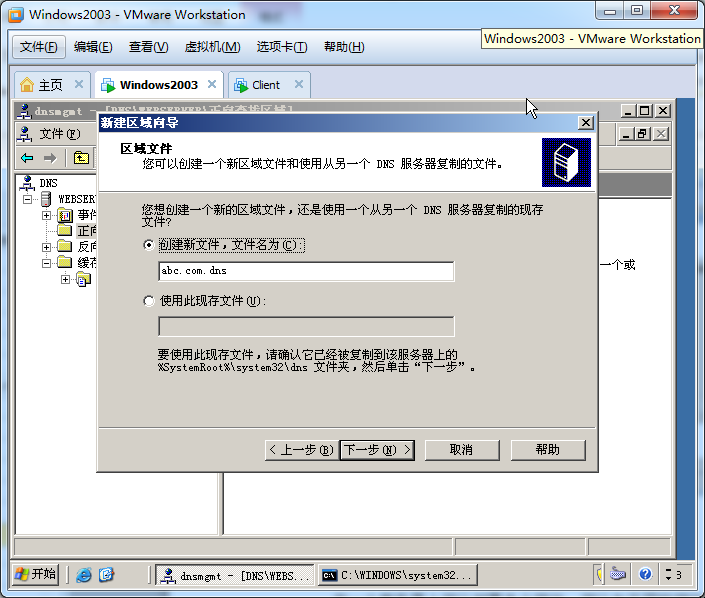 Windows2003 - VMware Workstation
文件(F) 编辑(E) 查看(V) 虚拟机(M) 选项卡(T) 帮助(H)
Windows2003 - VMware Workstation
主页 Windows2003 Client
dnsmgmt - [DNS\WEBSERVER\正向查找区域]
文件(F)
新建区域向导
区域文件
您可以创建一个新区域文件和使用从另一个 DNS 服务器复制的文件。
DNS
WEBSER
事件
正向
反向
缓存
一个或
您想创建一个新的区域文件，还是使用一个从另一个 DNS 服务器复制的现存
文件?
创建新文件，文件名为(C):
abc.com.dns
使用此现存文件(U):
要使用此现存文件，请确认它已经被复制到该服务器上的
%SystemRoot%\system32\dns 文件夹，然后单击“下一步”。
< 上一步(B) 下一步(N) > 取消 帮助
开始 dnsmgmt - [DNS\WEBS... C:\WINDOWS\system32... 3